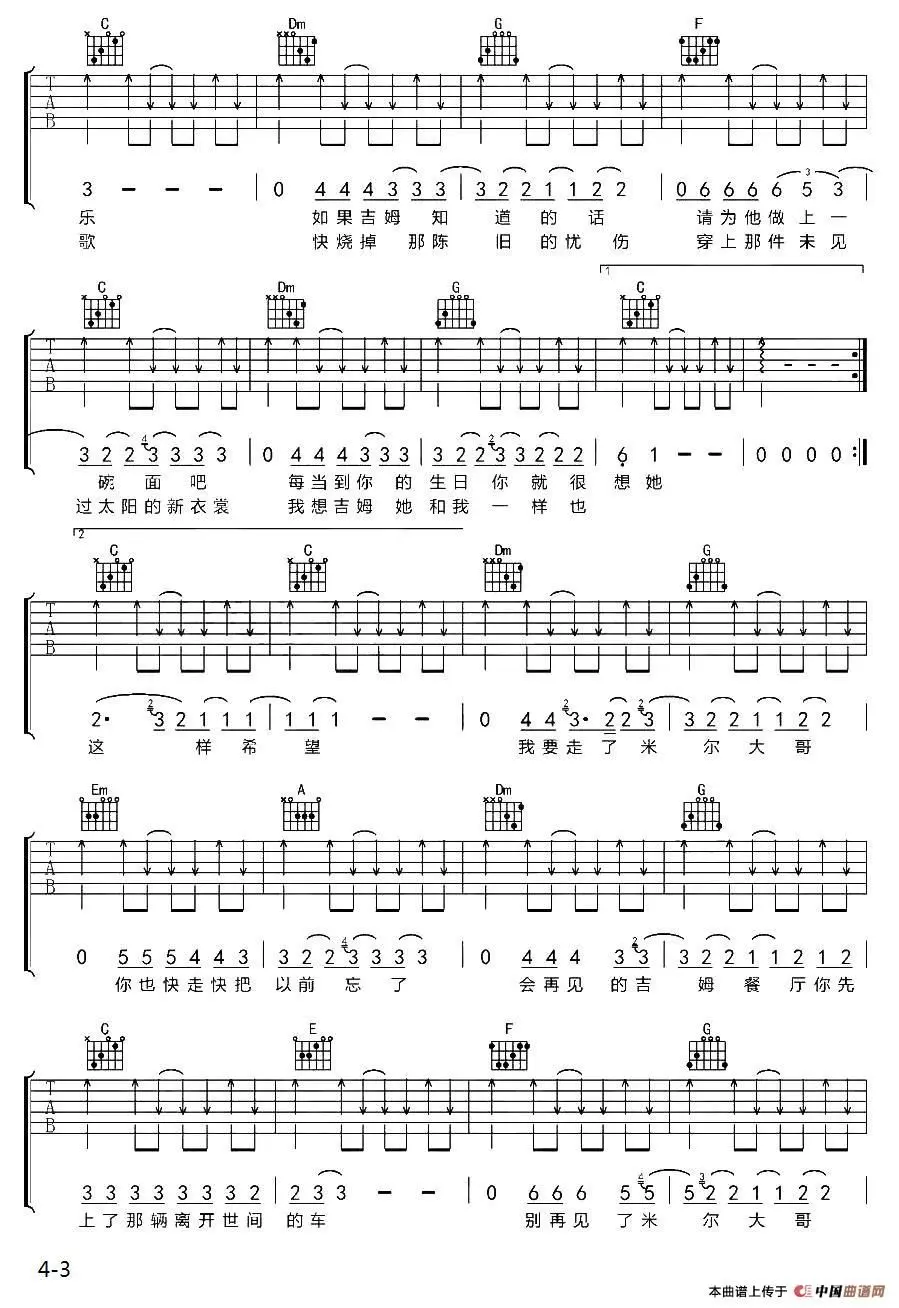 C Dm G F
T A B
3 - - - | 0 4 4 4 3 3 3 | 3 2 2 1 1 2 2 | 0 6 6 6 6 5 3
3
乐 如果吉姆 知 道 的 话 请为他做上一
歌 快烧掉 那陈 旧 的忧 伤 穿上那件未见
1
C Dm G C
T A B
3 2 2 4 3 3 3 3 | 0 4 4 4 3 3 3 | 3 2 2 2 3 3 2 2 2 | 6 1 - - | 0 0 0 0 :||
碗 面 吧 每当到你 的 生日 你 就很 想她
过太阳的新衣裳 我想吉姆 她 和我 一 样 也
2
C C Dm G
T A B
2· 2 3 2 1 1 1 | 1 1 1 - - | 0 4 4 2 3· 2 2 2 3 | 3 2 2 1 1 2 2
这 样 希 望 我要走 了 米 尔 大 哥
Em A Dm G
T A B
0 5 5 5 4 4 3 | 3 2 2 4 3 3 3 3 | 0 4 4 4 2 3 3 | 3 2 2 1 1 2 1 2
你也快走快把 以前 忘 了 会再见 的吉 姆 餐 厅你先
C E F G
T A B
3 3 3 3 3 3 3 2 | 2 3 3 - - | 0 6 6 6 4 5 5 | 5 3 2 2 1 1 2 2
上了那辆离开世间 的车 别再见 了米 尔 大 哥
4-3
本曲谱上传于 中国曲谱网